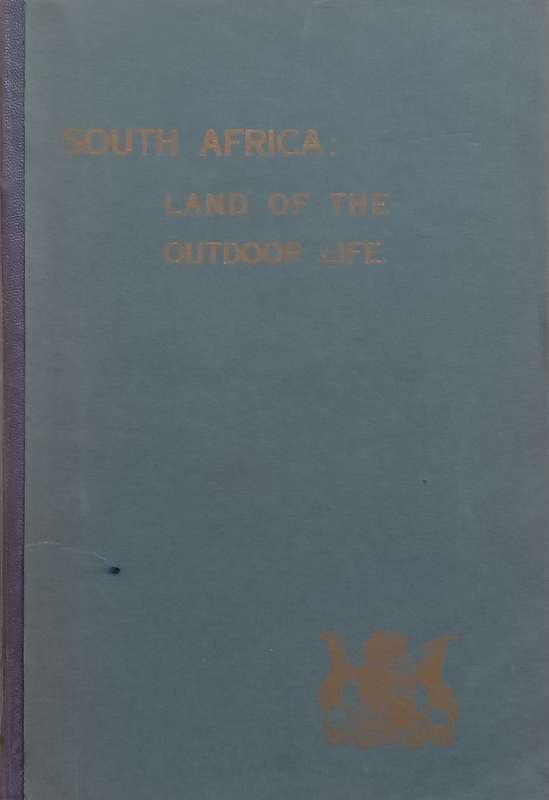 SOUTH AFRICA:
LAND OF THE
OUTDOOR LIFE.